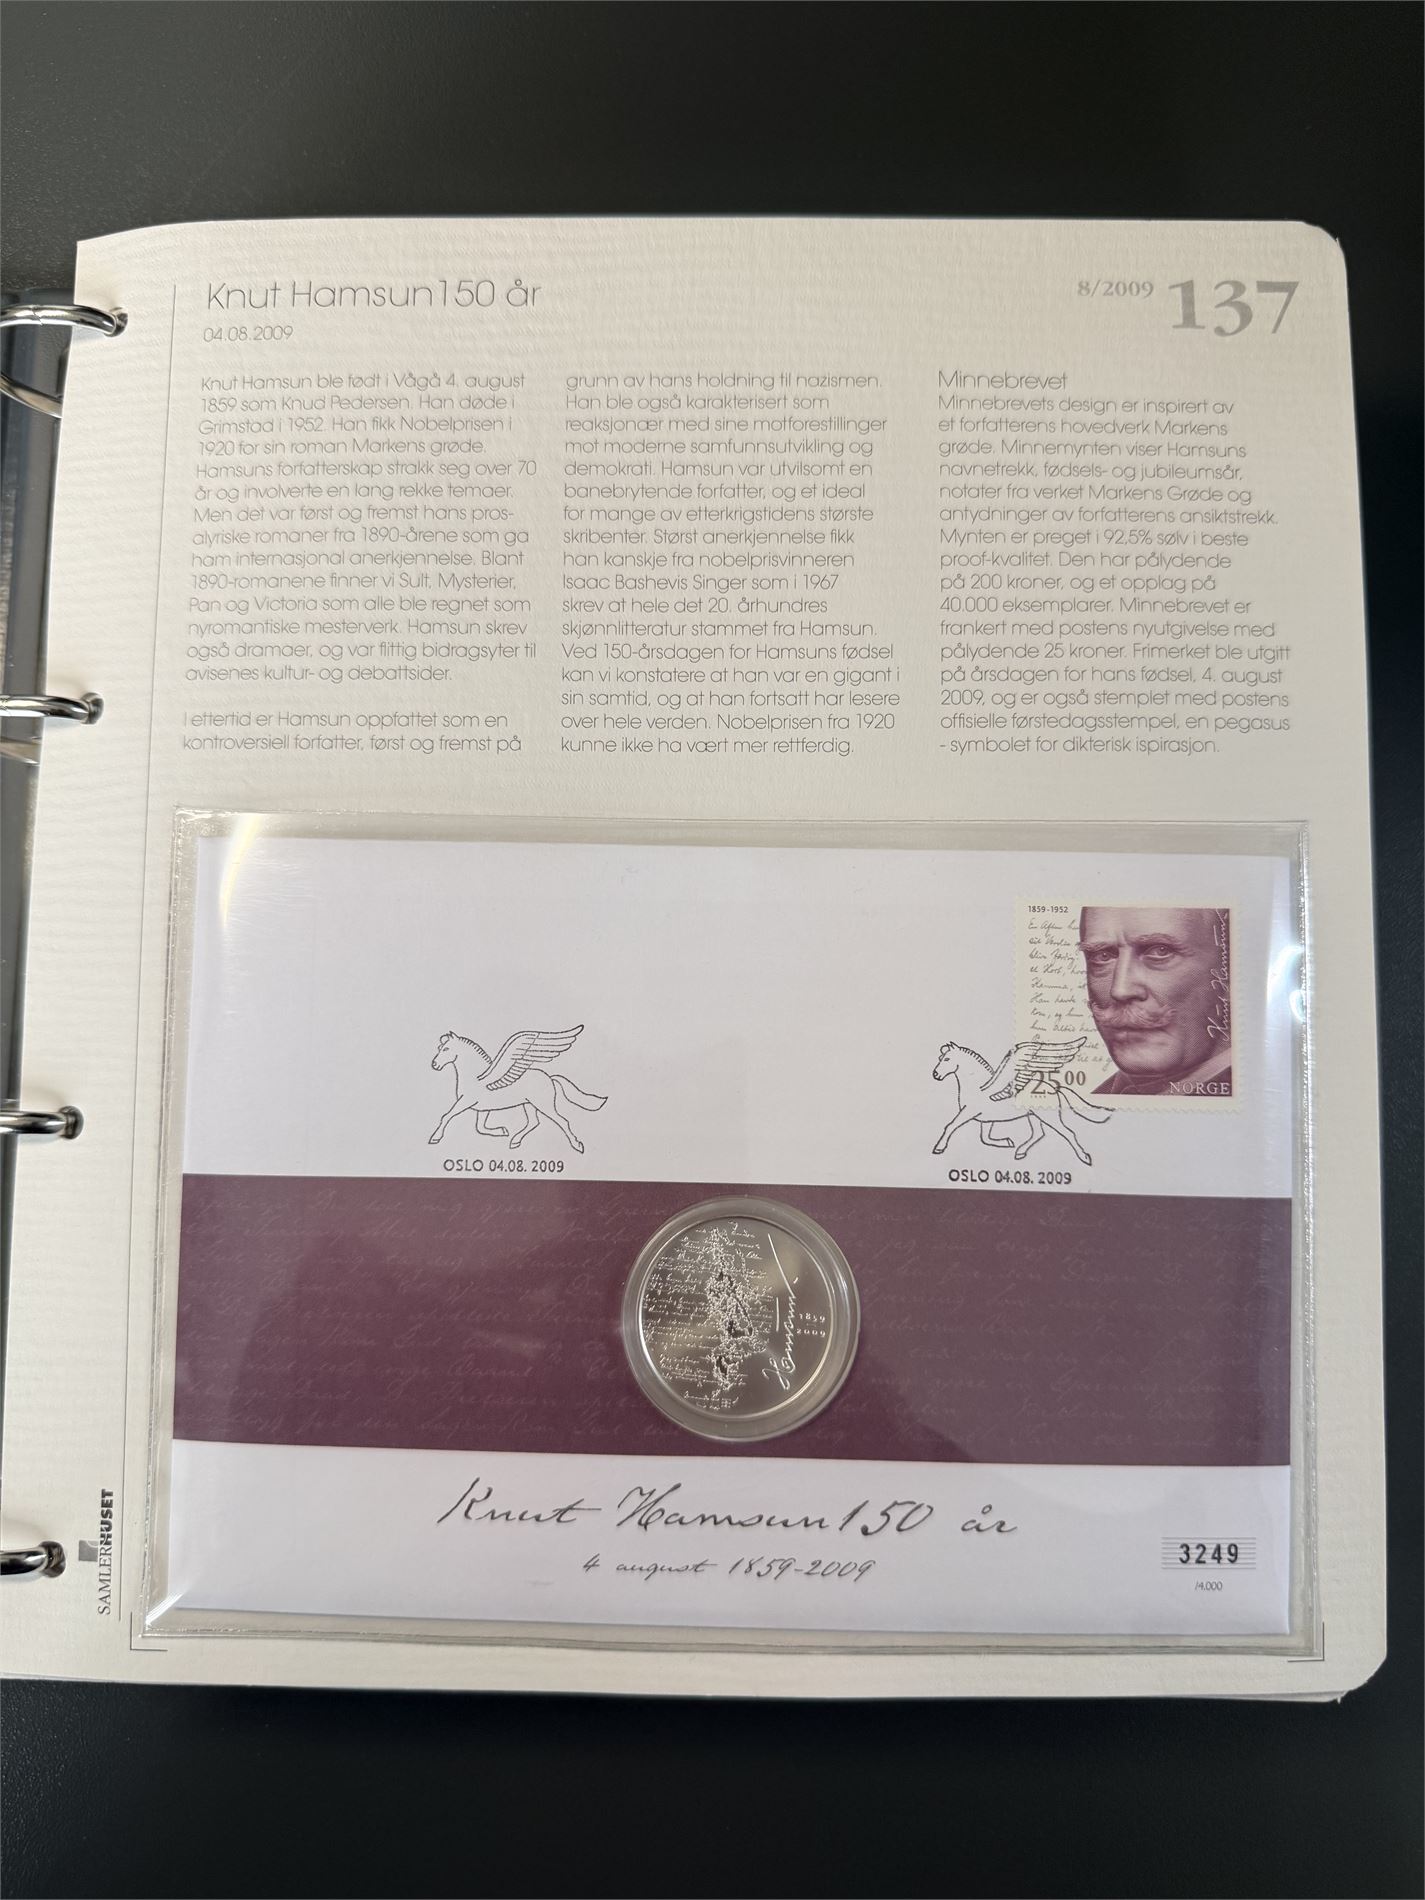 Knut Hamsun 150 år
04.08.2009
8/2009 137
Knut Hamsun ble født i Vågå 4. august
1859 som Knud Pedersen. Han døde i
Grimstad i 1952. Han fikk Nobelprisen i
1920 for sin roman Markens grøde.
Hamsuns forfatterskap strakk seg over 70
år og involverte en lang rekke temaer.
Men det var først og fremst hans pros-
alyriske romaner fra 1890-årene som ga
ham internasjonal anerkjennelse. Blant
1890-romanene finner vi Sult, Mysterier,
Pan og Victoria som alle ble regnet som
nyromantiske mesterverk. Hamsun skrev
også dramaer, og var flittig bidragsyter til
avisenes kultur- og debattsider.
I ettertid er Hamsun oppfattet som en
kontroversiell forfatter, først og fremst på
grunn av hans holdning til nazismen.
Han ble også karakterisert som
reaksjonær med sine motforestillinger
mot moderne samfunnsutvikling og
demokrati. Hamsun var utvilsomt en
banebrytende forfatter, og et ideal
for mange av etterkrigstidens største
skribenter. Størst anerkjennelse fikk
han kanskje fra nobelprisvinneren
Isaac Bashevis Singer som i 1967
skrev at hele det 20. århundres
skjønnlitteratur stammet fra Hamsun.
Ved 150-årsdagen for Hamsuns fødsel
kan vi konstatere at han var en gigant i
sin samtid, og at han fortsatt har lesere
over hele verden. Nobelprisen fra 1920
kunne ikke ha vært mer rettferdig.
Minnebrevet
Minnebrevets design er inspirert av
et forfatterens hovedverk Markens
grøde. Minnemynten viser Hamsuns
navnetrekk, fødsels- og jubileumsår,
notater fra verket Markens Grøde og
antydninger av forfatterens ansiktstrekk.
Mynten er preget i 92,5% sølv i beste
proof-kvalitet. Den har pålydende
på 200 kroner, og et opplag på
40.000 eksemplarer. Minnebrevet er
frankert med postens nyutgivelse med
pålydende 25 kroner. Frimerket ble utgitt
på årsdagen for hans fødsel, 4. august
2009, og er også stemplet med postens
offisielle førstedagsstempel, en pegasus
- symbolet for dikterisk ispirasjon.
1859-1952
Knut Hamsun
25 00
NORGE
OSLO 04.08. 2009
OSLO 04.08. 2009
Hamsun
1859
2009
Knut Hamsun 150 år
4 august 1859-2009
3249
/4.000
SAMLERHUSET